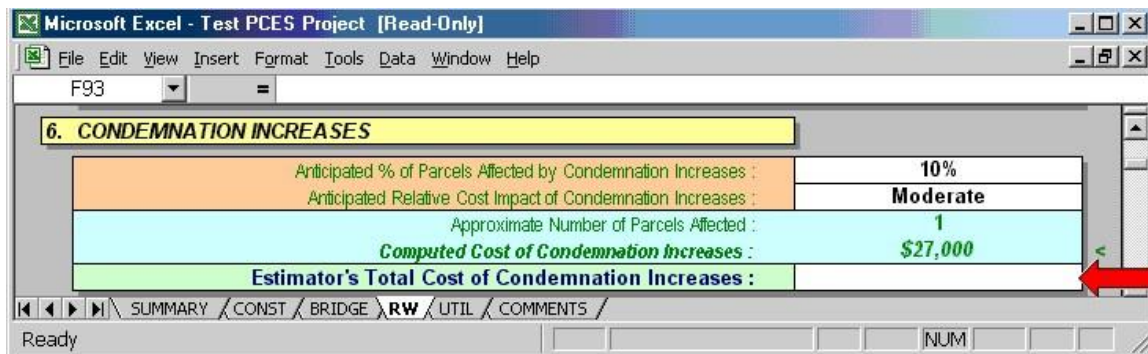 Microsoft Excel - Test PCES Project [Read-Only]
File Edit View Insert Format Tools Data Window Help
F93 =
6. CONDEMNATION INCREASES
Anticipated % of Parcels Affected by Condemnation Increases : 10%
Anticipated Relative Cost Impact of Condemnation Increases : Moderate
Approximate Number of Parcels Affected : 1
Computed Cost of Condemnation Increases : $27,000 <
Estimator's Total Cost of Condemnation Increases :
SUMMARY / CONST / BRIDGE \ RW / UTIL / COMMENTS /
Ready NUM